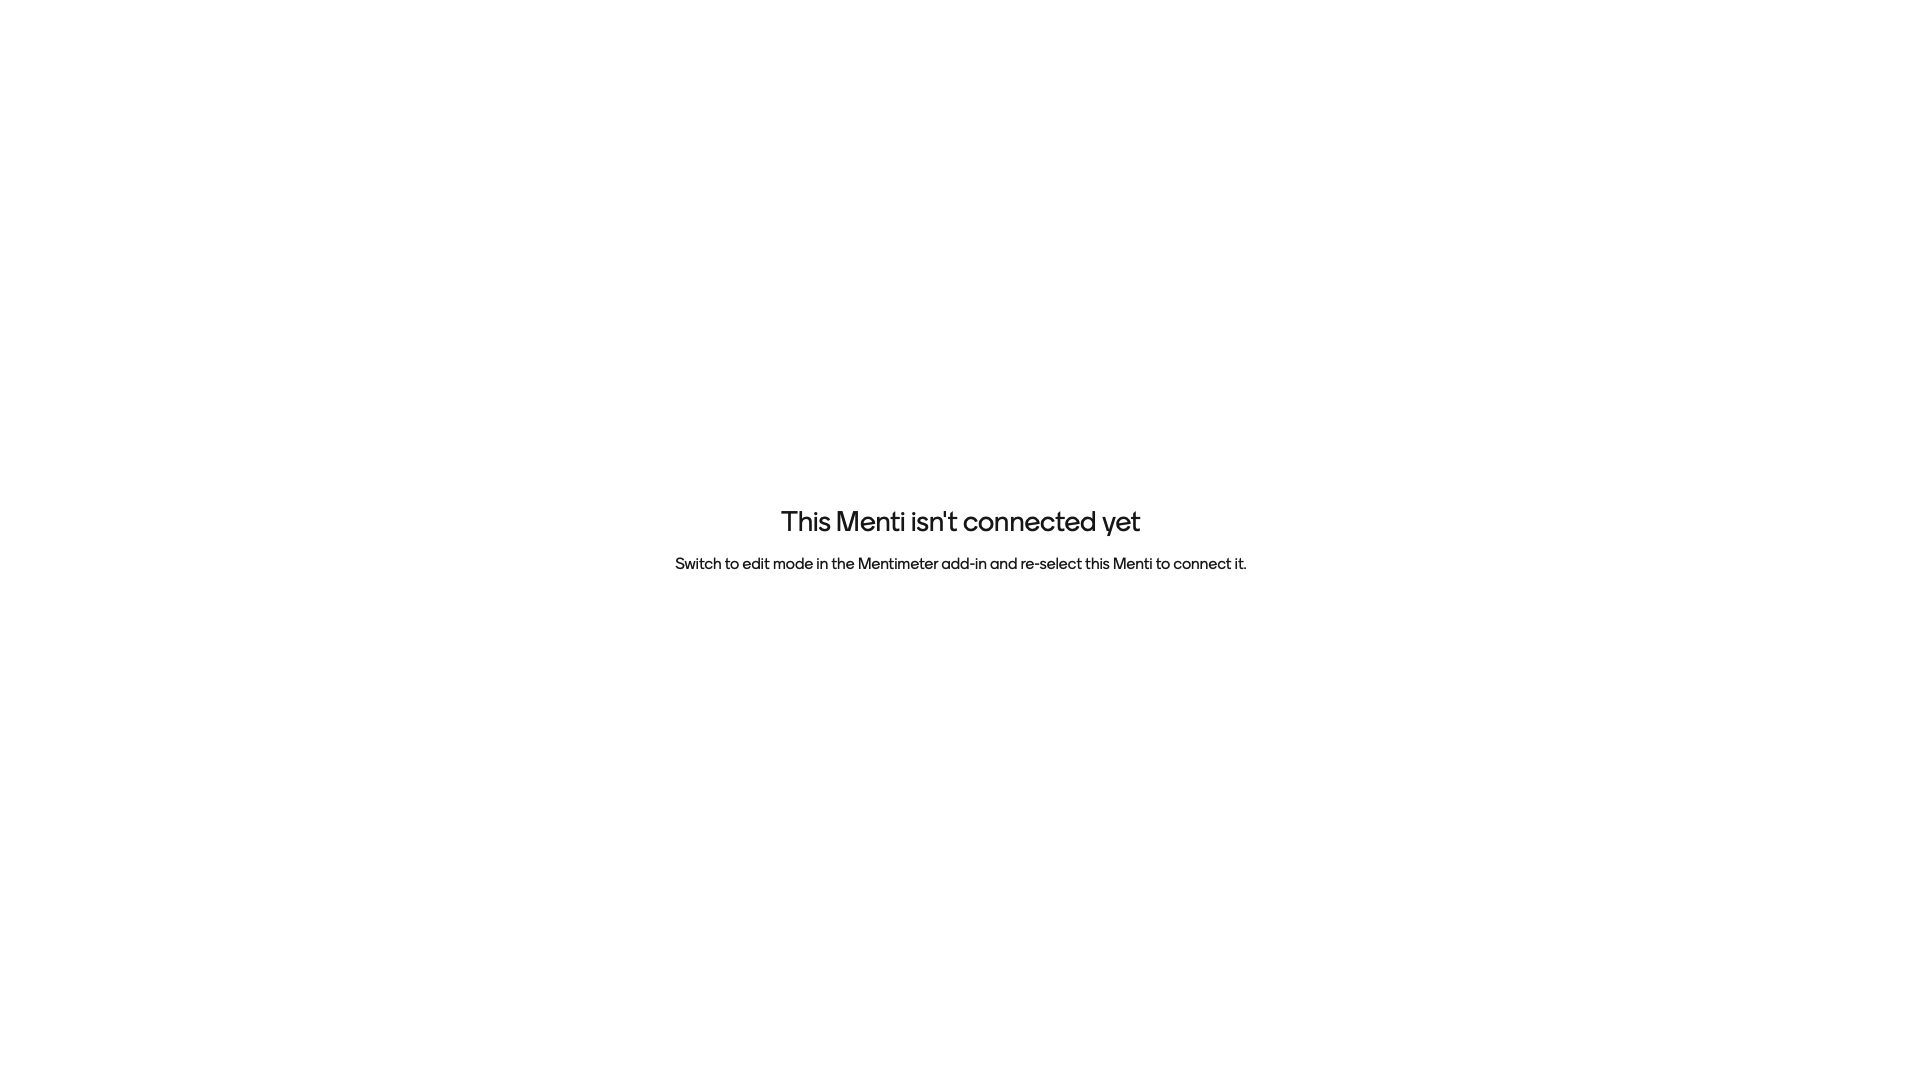 This Menti isn't connected yet
Switch to edit mode in the Mentimeter add-in and re-select this Menti to connect it.